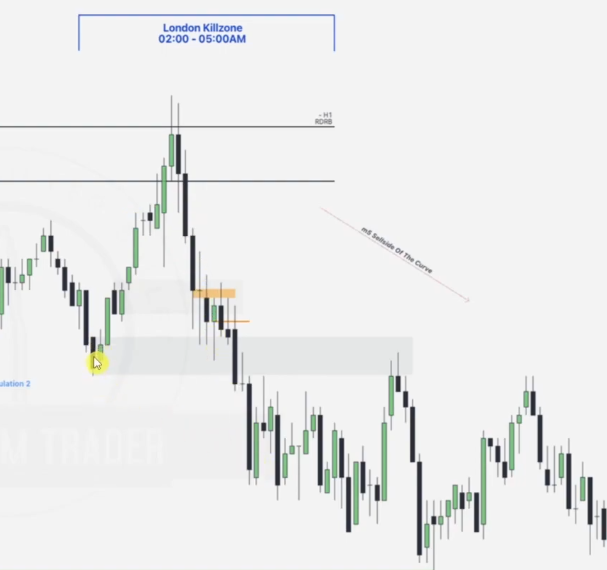 London Killzone
02:00 - 05:00AM
- H1
RDRB
m5 Sellside Of The Curve
ulation 2
M TRADER